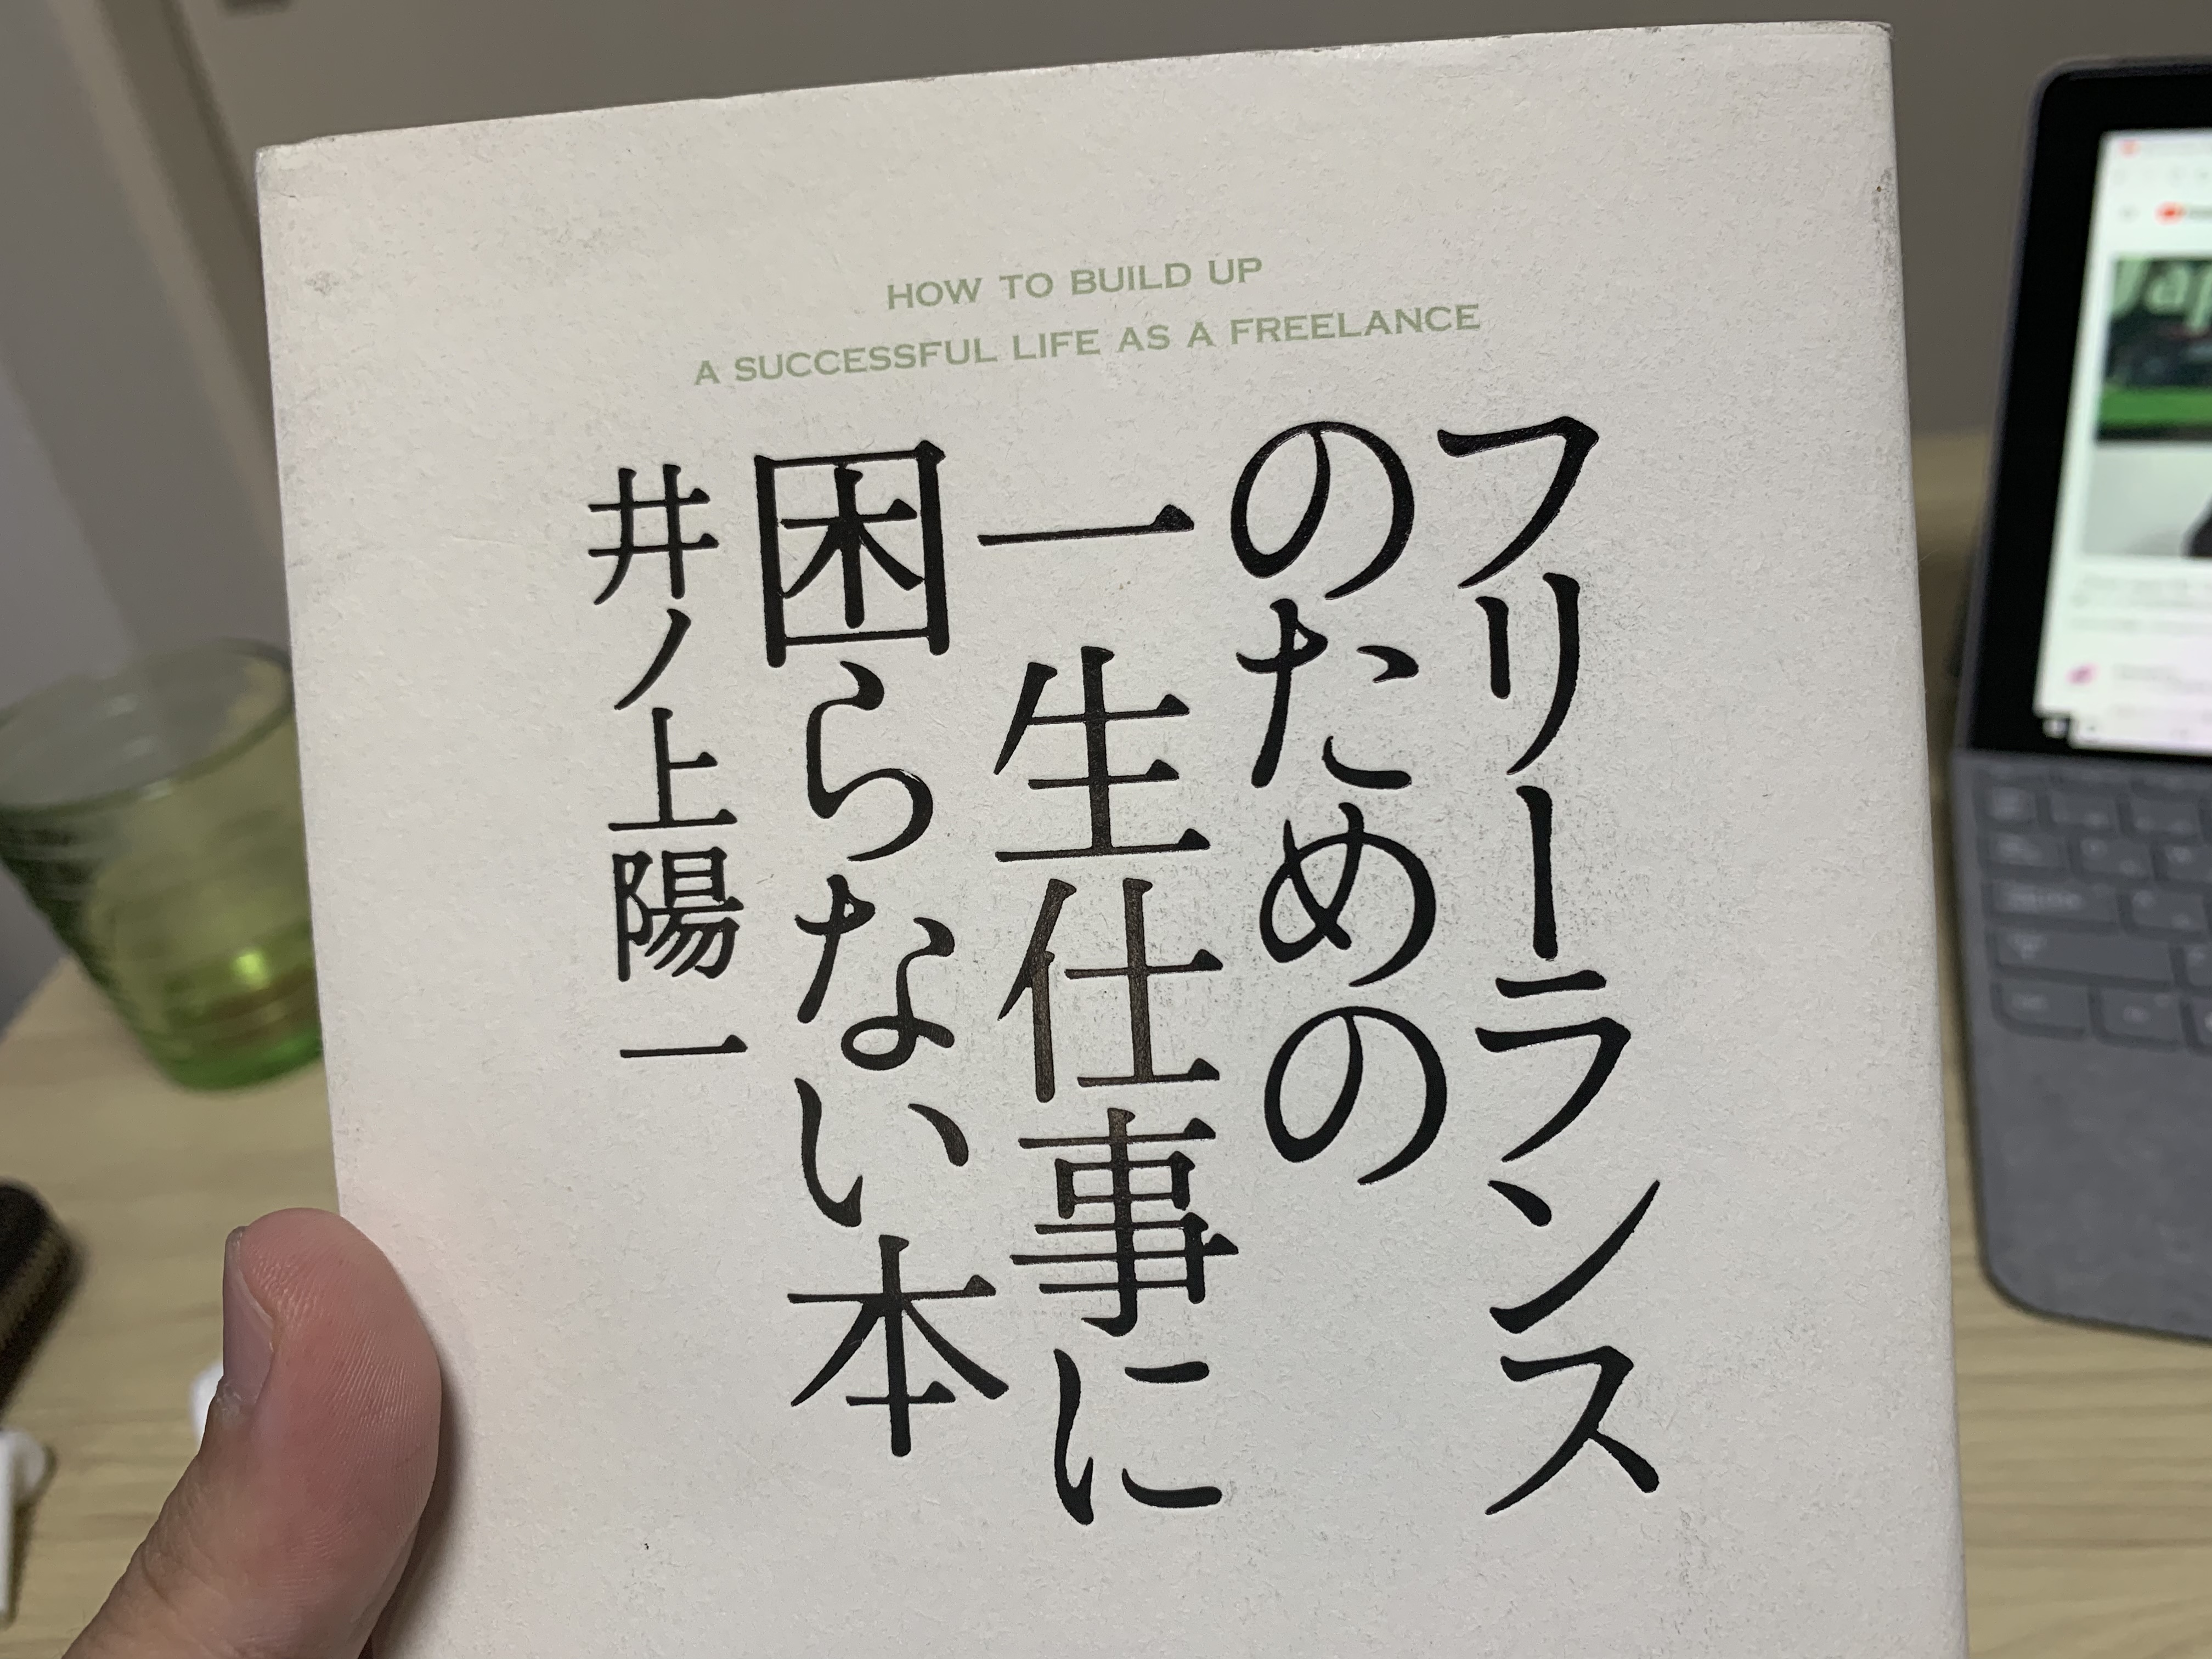 HOW TO BUILD UP
A SUCCESSFUL LIFE AS A FREELANCE
フリーランス
のための
一生仕事に
困らない本
井ノ上陽一